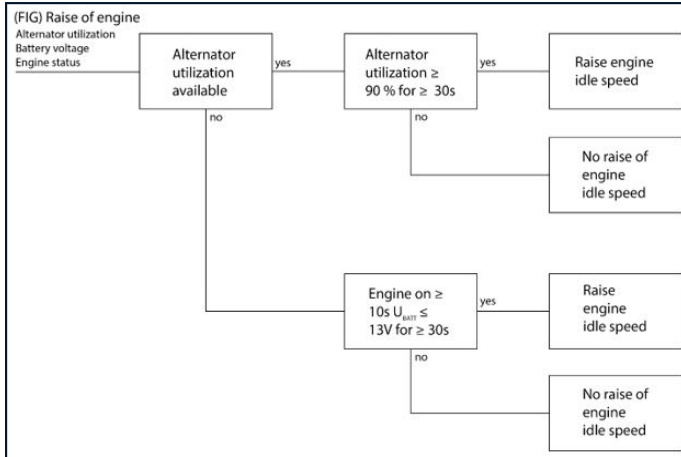 (FIG) Raise of engine
Alternator utilization
Battery voltage
Engine status
Alternator
utilization
available
yes
no
Alternator
utilization ≥
90 % for ≥ 30s
yes
no
Raise engine
idle speed
No raise of
engine
idle speed
Engine on ≥
10s U_BATT ≤
13V for ≥ 30s
yes
no
Raise
engine
idle speed
No raise of
engine
idle speed